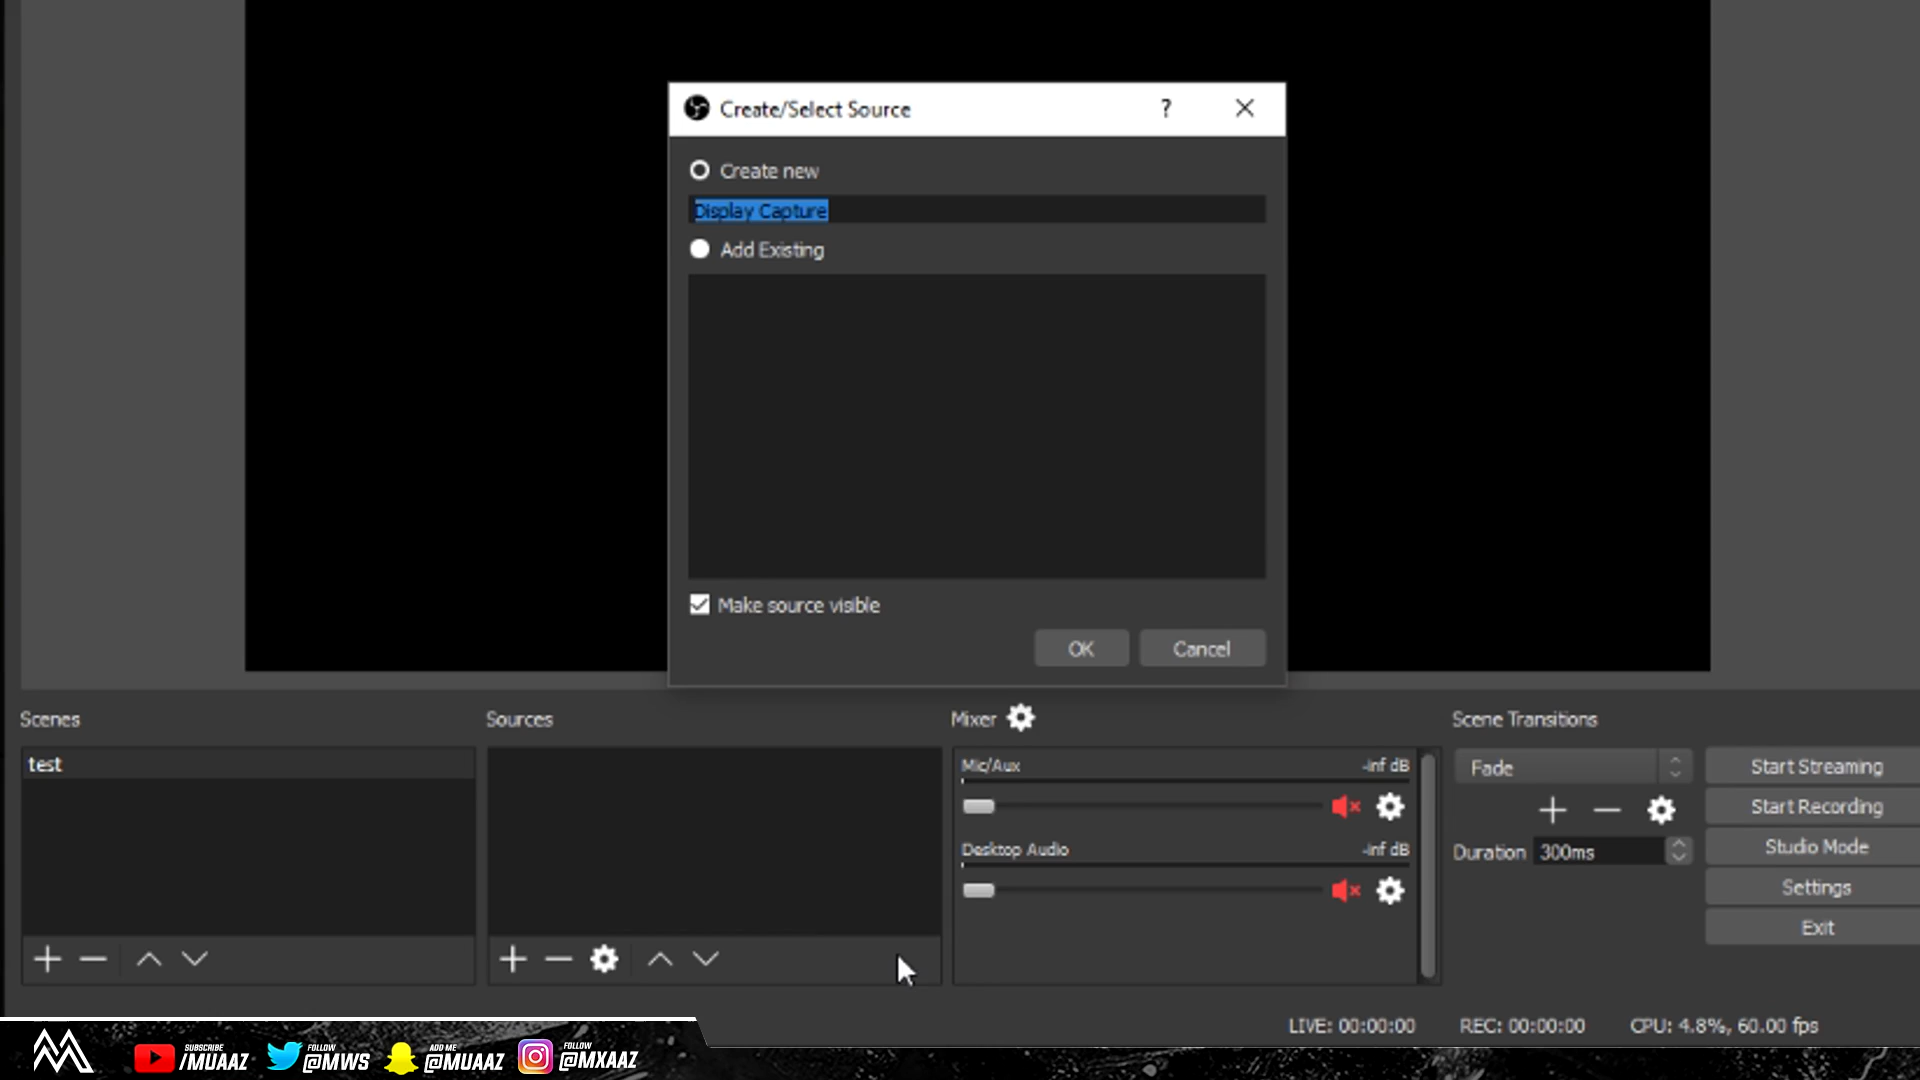 Create/Select Source
?
Create new
Display Capture
Add Existing
Make source visible
OK
Cancel
Scenes
Sources
Mixer
Scene Transitions
test
Mic/Aux
-inf dB
Desktop Audio
-inf dB
Fade
Duration
300ms
Start Streaming
Start Recording
Studio Mode
Settings
Exit
LIVE: 00:00:00
REC: 00:00:00
CPU: 4.8%, 60.00 fps
SUBSCRIBE
/MUAAZ
FOLLOW
@MWS
ADD ME
@MUAAZ
FOLLOW
@MXAAZ